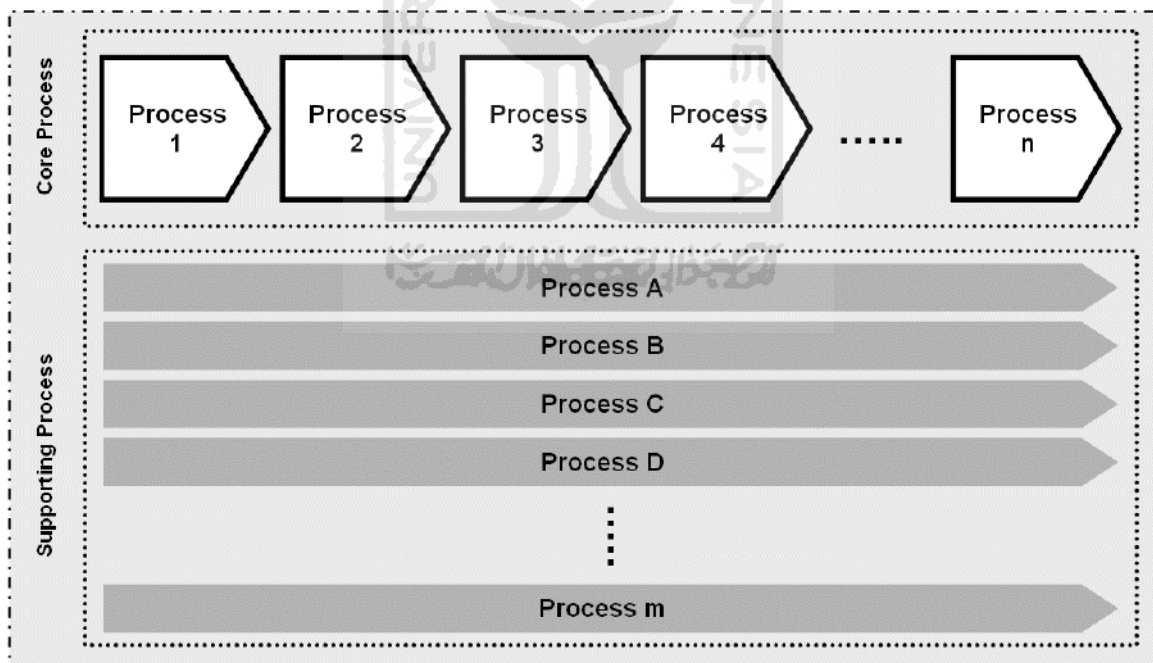 Core Process
Process
1
Process
2
Process
3
Process
4
.....
Process
n
Supporting Process
Process A
Process B
Process C
Process D
Process m